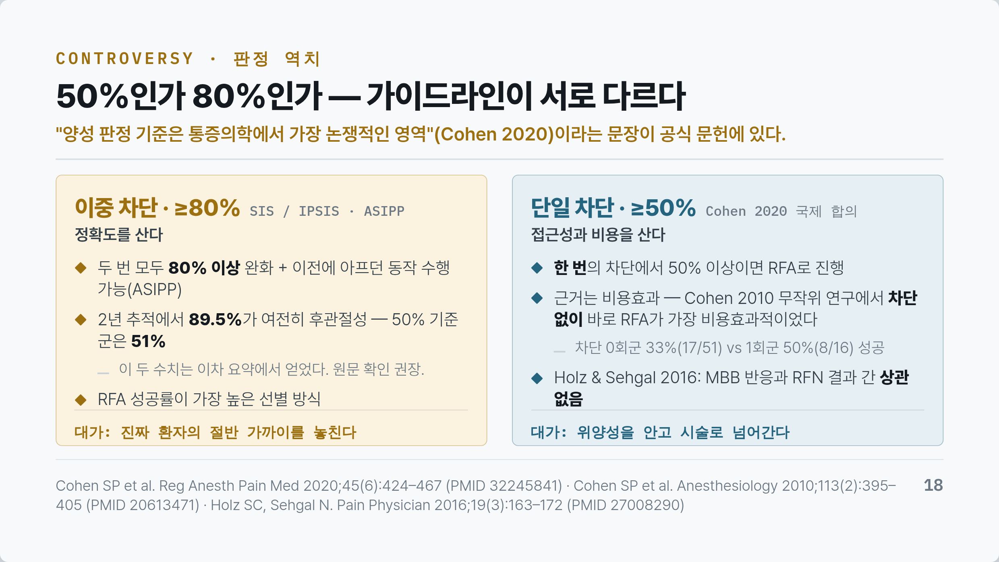 CONTROVERSY · 판정 역치
50%인가 80%인가 — 가이드라인이 서로 다르다
"양성 판정 기준은 통증의학에서 가장 논쟁적인 영역"(Cohen 2020)이라는 문장이 공식 문헌에 있다.
이중 차단 · ≥80% SIS / IPSIS · ASIPP
정확도를 산다
두 번 모두 80% 이상 완화 + 이전에 아프던 동작 수행
가능(ASIPP)
2년 추적에서 89.5%가 여전히 후관절성 — 50% 기준
군은 51%
이 두 수치는 이차 요약에서 얻었다. 원문 확인 권장.
RFA 성공률이 가장 높은 선별 방식
대가: 진짜 환자의 절반 가까이를 놓친다
단일 차단 · ≥50% Cohen 2020 국제 합의
접근성과 비용을 산다
한 번의 차단에서 50% 이상이면 RFA로 진행
근거는 비용효과 — Cohen 2010 무작위 연구에서 차단
없이 바로 RFA가 가장 비용효과적이었다
차단 0회군 33%(17/51) vs 1회군 50%(8/16) 성공
Holz & Sehgal 2016: MBB 반응과 RFN 결과 간 상관
없음
대가: 위양성을 안고 시술로 넘어간다
Cohen SP et al. Reg Anesth Pain Med 2020;45(6):424–467 (PMID 32245841) · Cohen SP et al. Anesthesiology 2010;113(2):395–
405 (PMID 20613471) · Holz SC, Sehgal N. Pain Physician 2016;19(3):163–172 (PMID 27008290)
18